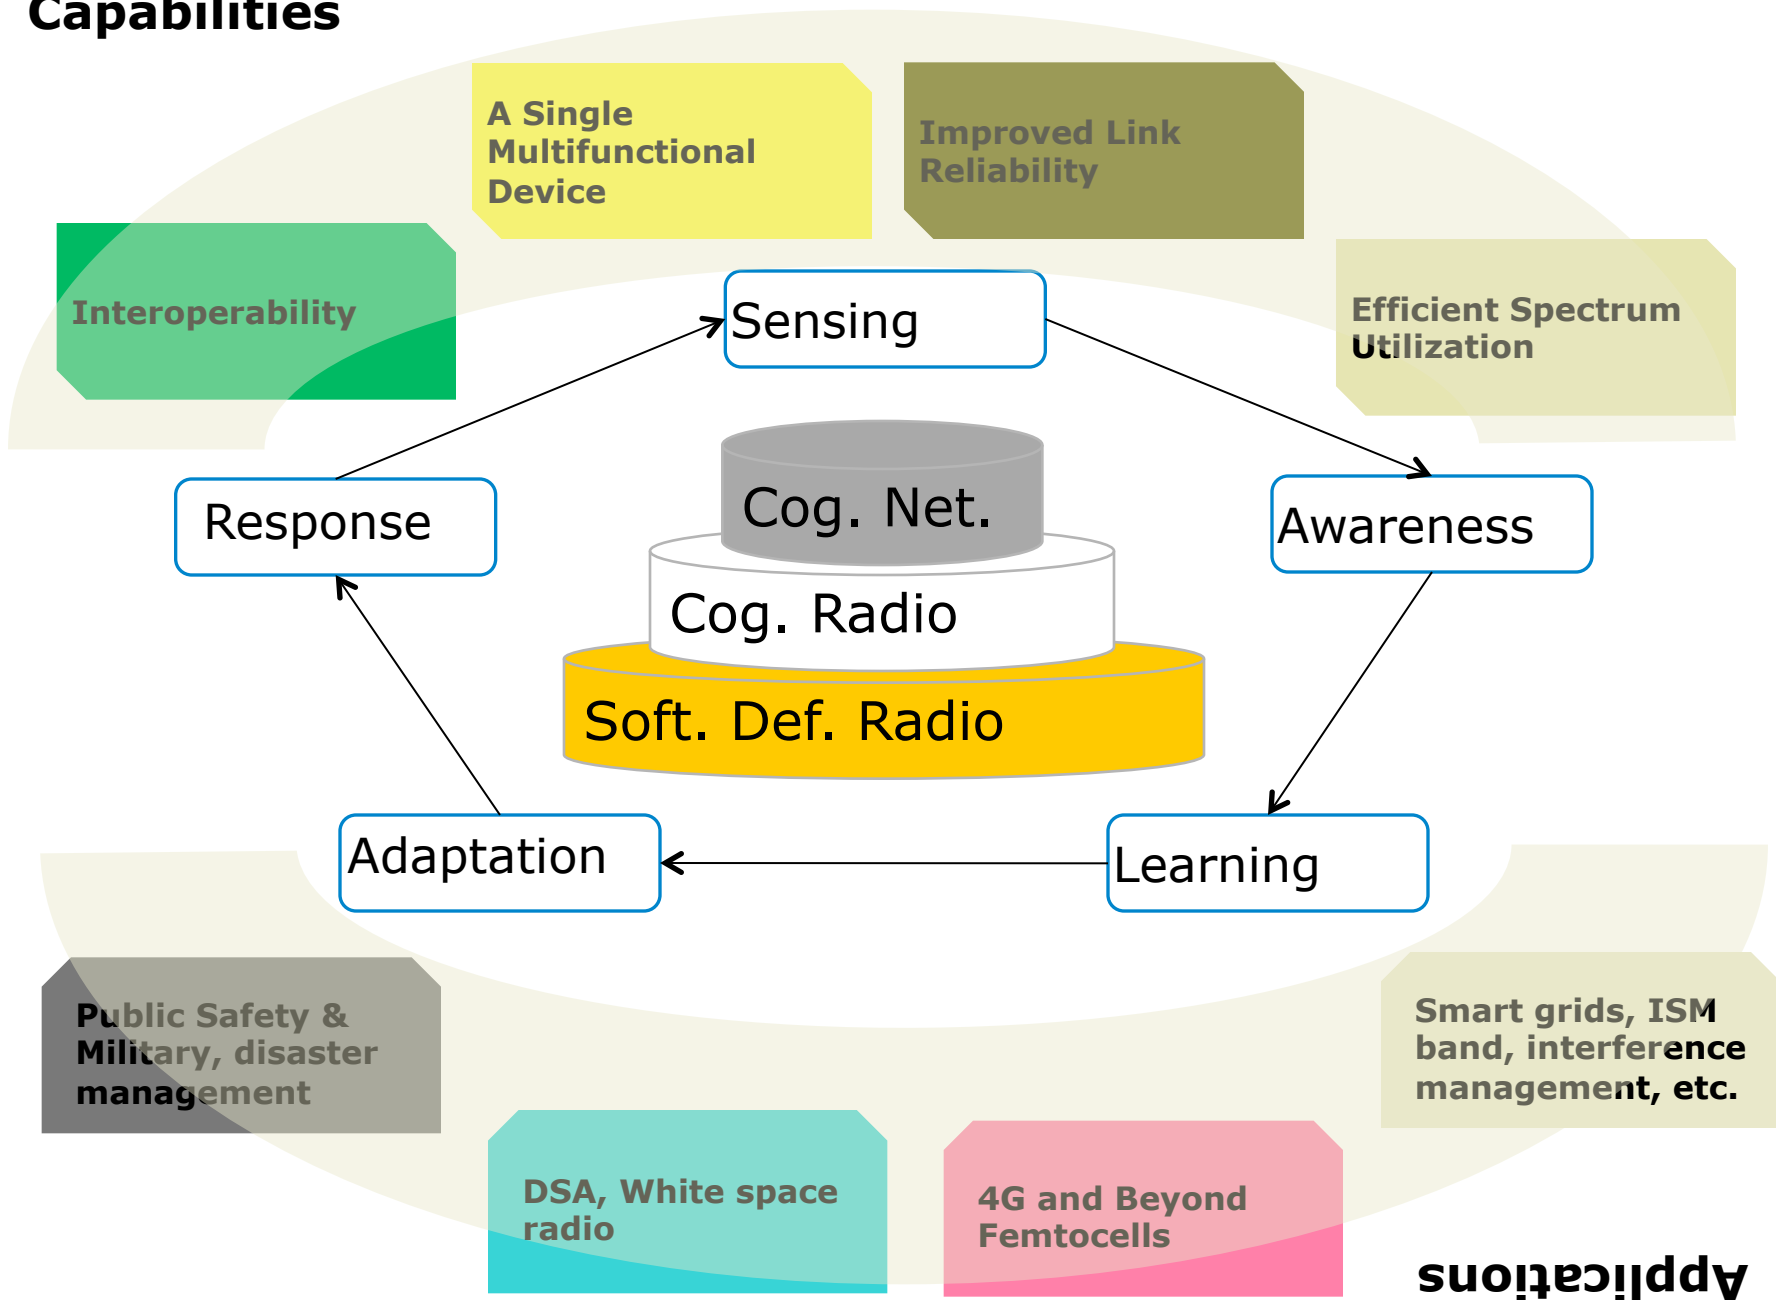 Capabilities
A Single
Multifunctional
Device
Improved Link
Reliability
Interoperability
Efficient Spectrum
Utilization
Sensing
Response
Awareness
Cog. Net.
Cog. Radio
Soft. Def. Radio
Adaptation
Learning
Public Safety &
Military, disaster
management
Smart grids, ISM
band, interference
management, etc.
DSA, White space
radio
4G and Beyond
Femtocells
Applications